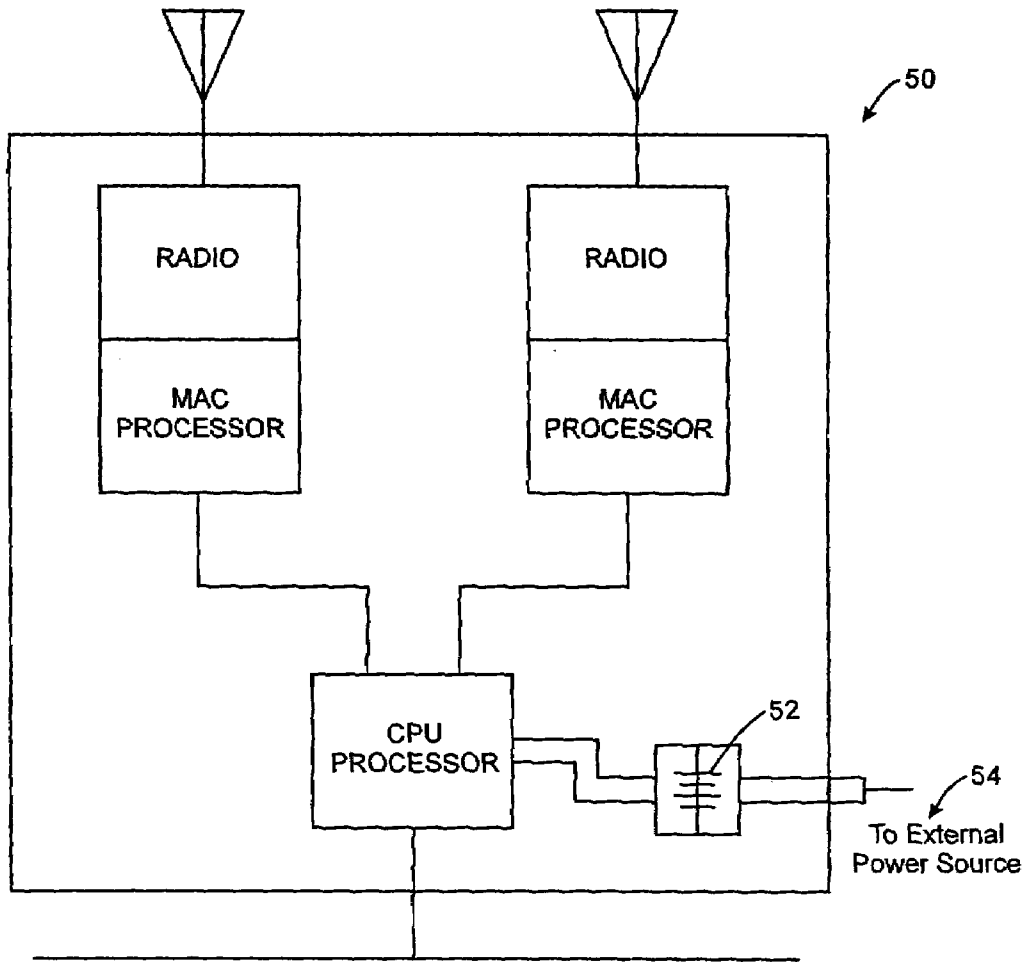 50
RADIO
RADIO
MAC
PROCESSOR
MAC
PROCESSOR
CPU
PROCESSOR
52
54
To External
Power Source